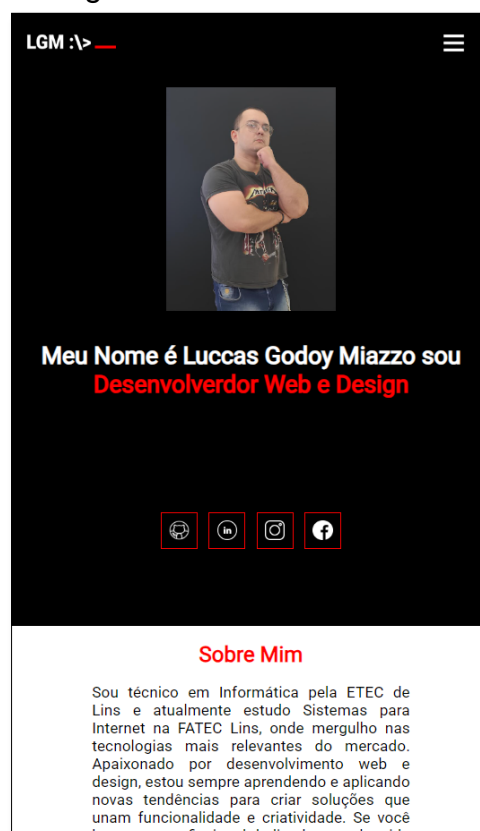 LGM :\>
Meu Nome é Luccas Godoy Miazzo sou
Desenvolverdor Web e Design
in
Sobre Mim
Sou técnico em Informática pela ETEC de
Lins e atualmente estudo Sistemas para
Internet na FATEC Lins, onde mergulho nas
tecnologias mais relevantes do mercado.
Apaixonado por desenvolvimento web e
design, estou sempre aprendendo e aplicando
novas tendências para criar soluções que
unam funcionalidade e criatividade. Se você